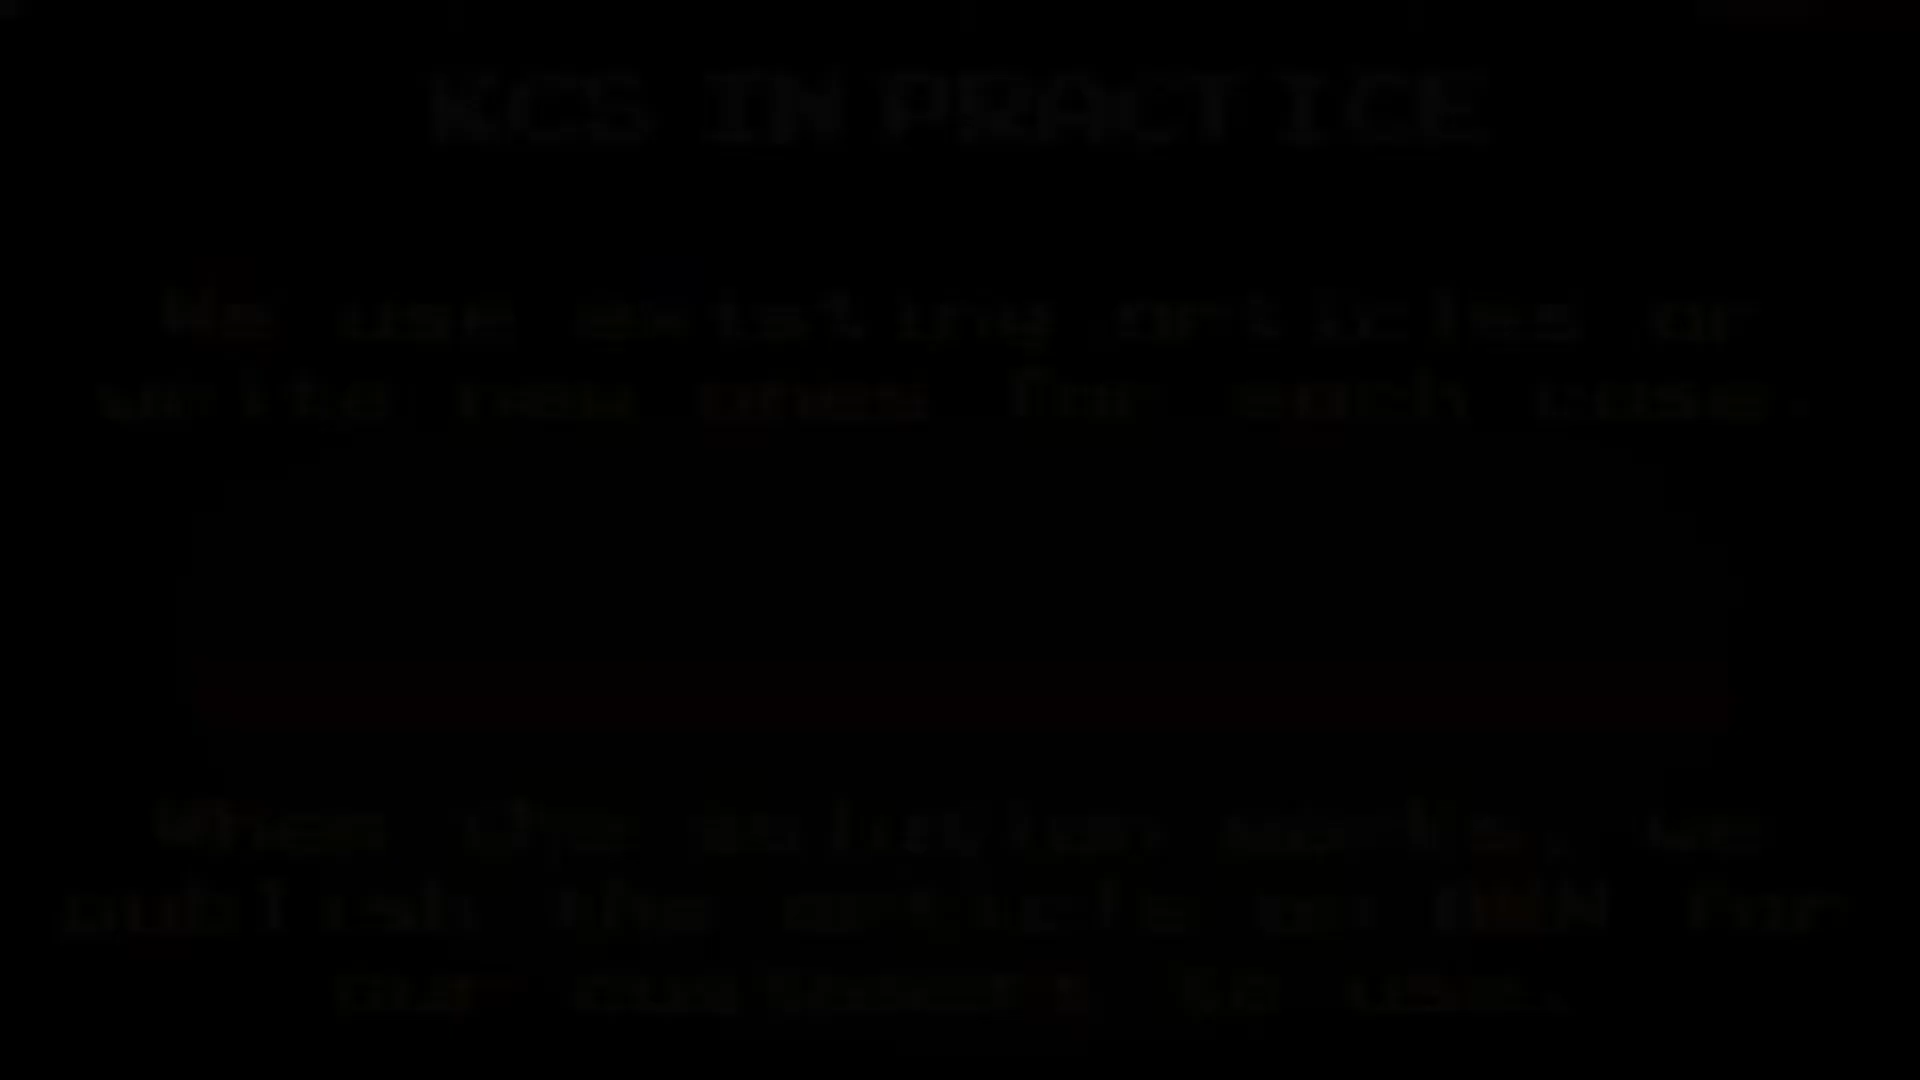 KCS IN PRACTICE
We use existing articles or
write new ones for each case.
When the solution works, we
publish the article on for
our customers to use.